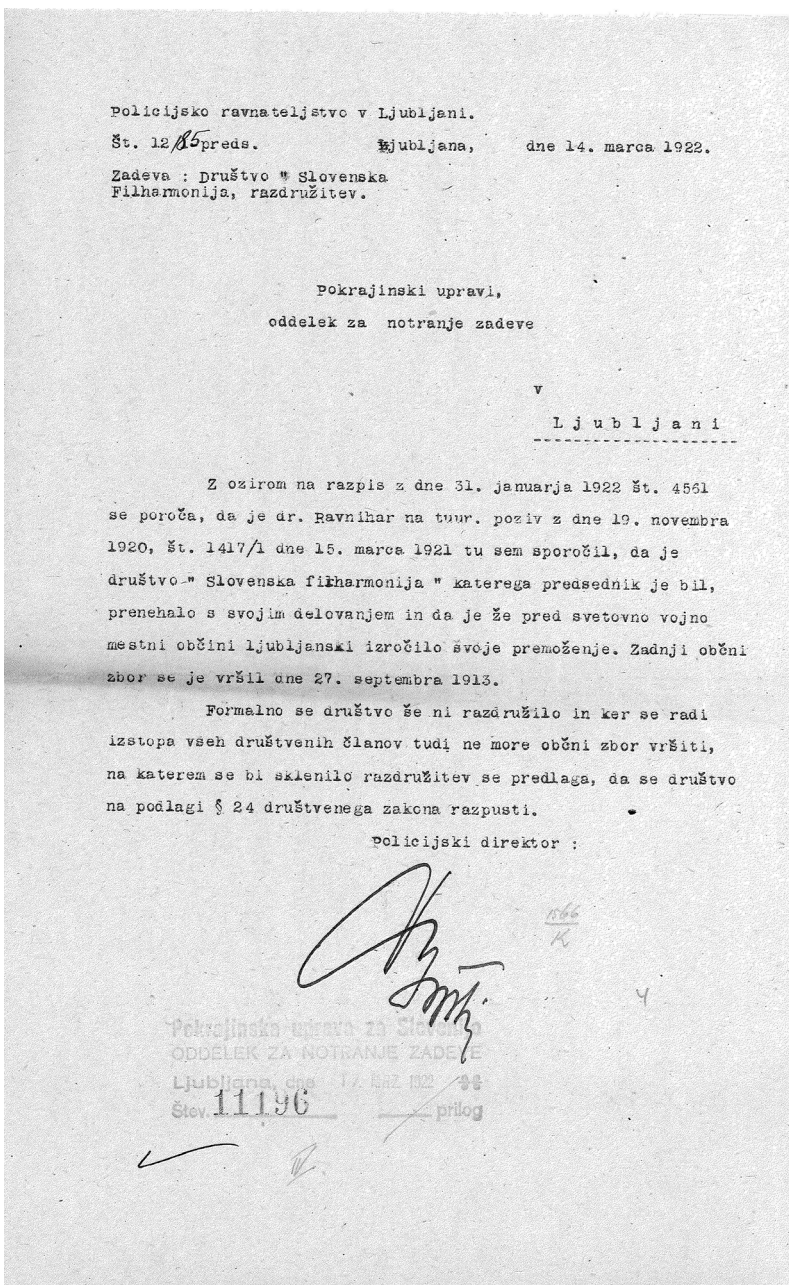 Policijsko ravnateljstvo v Ljubljani.
Št. 12/85 preds. Ljubljana, dne 14. marca 1922.
Zadeva : Društvo " Slovenska
Filharmonija, razdružitev.
Pokrajinski upravi,
oddelek za notranje zadeve
v
Ljubljani
Z ozirom na razpis z dne 31. januarja 1922 št. 4561
se poroča, da je dr. Ravnihar na tuur. poziv z dne 19. novembra
1920, št. 1417/1 dne 15. marca 1921 tu sem sporočil, da je
društvo " Slovenska filharmonija " katerega predsednik je bil,
prenehalo s svojim delovanjem in da je že pred svetovno vojno
mestni občini ljubljanski izročilo svoje premoženje. Zadnji občni
zbor se je vršil dne 27. septembra 1913.
Formalno se društvo še ni razdružilo in ker se radi
izstopa vseh društvenih članov tudi ne more občni zbor vršiti,
na katerem se bi sklenilo razdružitev se predlaga, da se društvo
na podlagi § 24 društvenega zakona razpusti.
Policijski direktor :
1566
K
4
Pokrajinska uprava za Slovenijo
ODDELEK ZA NOTRANJE ZADEVE
Ljubljana, dne 17. MRZ. 1922
Štev. 11196 prilog